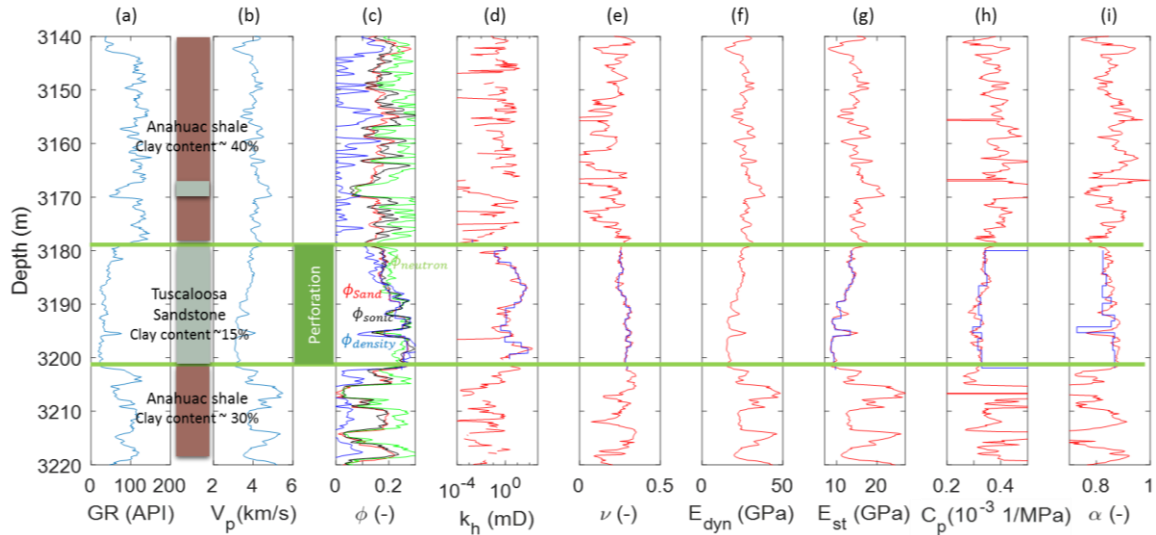 (a) (b) (c) (d) (e) (f) (g) (h) (i)
3140
3150
3160
3170
3180
3190
3200
3210
3220
Depth (m)
Anahuac shale
Clay content ~ 40%
Tuscaloosa
Sandstone
Clay content ~15%
Anahuac shale
Clay content ~ 30%
Perforation
ϕneutron
ϕSand
ϕsonic
ϕdensity
0 100 200
GR (API)
2 4 6
Vp(km/s)
0 0.2
ϕ (-)
10⁻⁴ 10⁰
kh (mD
0 0.5
ν (-)
0 50
Edyn (GPa)
10 20
Est (GPa)
0.2 0.4
Cp(10⁻³ 1/MPa)
0.8 1
α (-)